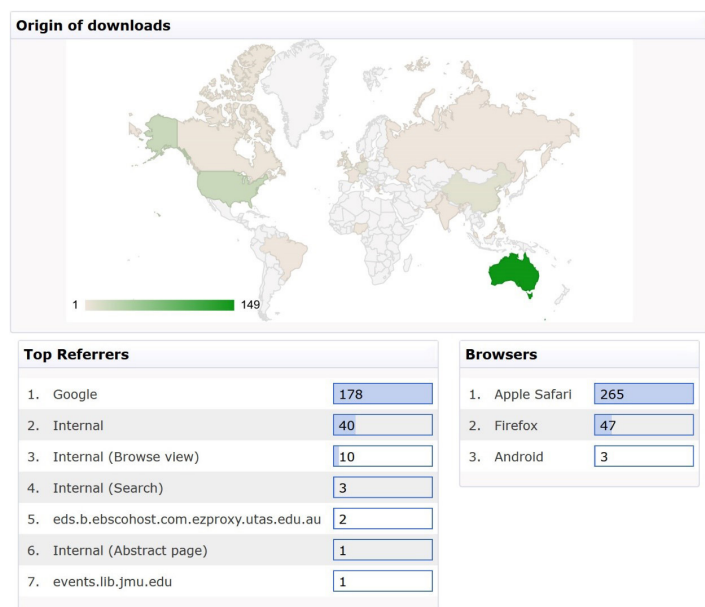 Origin of downloads
1 149
Top Referrers
1. Google 178
2. Internal 40
3. Internal (Browse view) 10
4. Internal (Search) 3
5. eds.b.ebscohost.com.ezproxy.utas.edu.au 2
6. Internal (Abstract page) 1
7. events.lib.jmu.edu 1
Browsers
1. Apple Safari 265
2. Firefox 47
3. Android 3